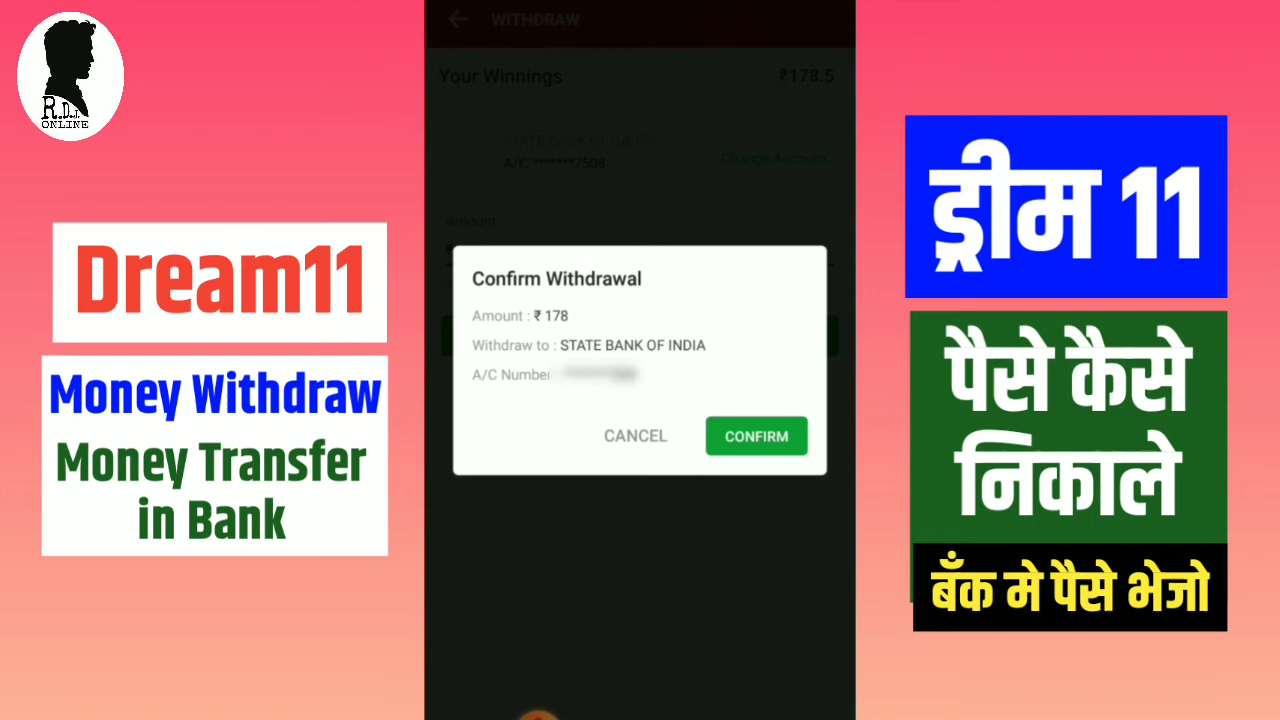 R.D.J.
ONLINE
Dream11
Money Withdraw
Money Transfer
in Bank
WITHDRAW
Your Winnings ₹178.5
STATE BANK OF INDIA
A/C *******7508 Change Account
Amount
Confirm Withdrawal
Amount : ₹ 178
Withdraw to : STATE BANK OF INDIA
A/C Number
CANCEL CONFIRM
ड्रीम 11
पैसे कैसे
निकाले
बँक मे पैसे भेजो